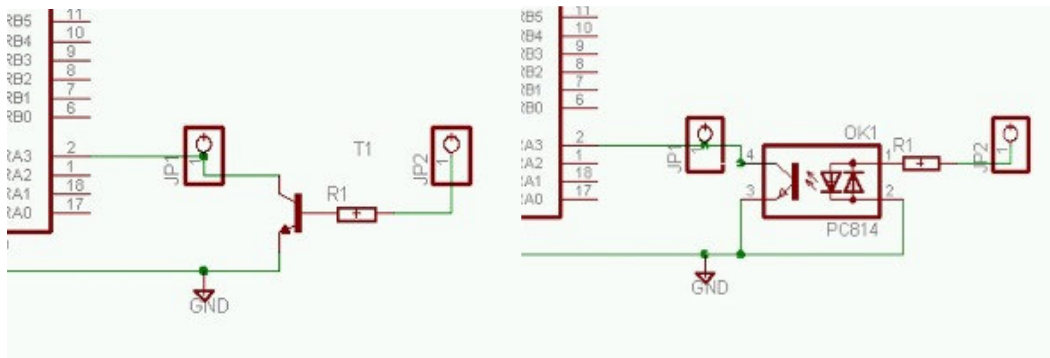 RB5 11
RB4 10
RB3 9
RB2 8
RB1 7
RB0 6
RA3 2
RA2 1
RA1 18
RA0 17
JP1 1
T1
JP2 1
R1
GND
RB5 11
RB4 10
RB3 9
RB2 8
RB1 7
RB0 6
RA3 2
RA2 1
RA1 18
RA0 17
JP1 1
OK1
4
3
1
2
R1
JP2 1
PC814
GND